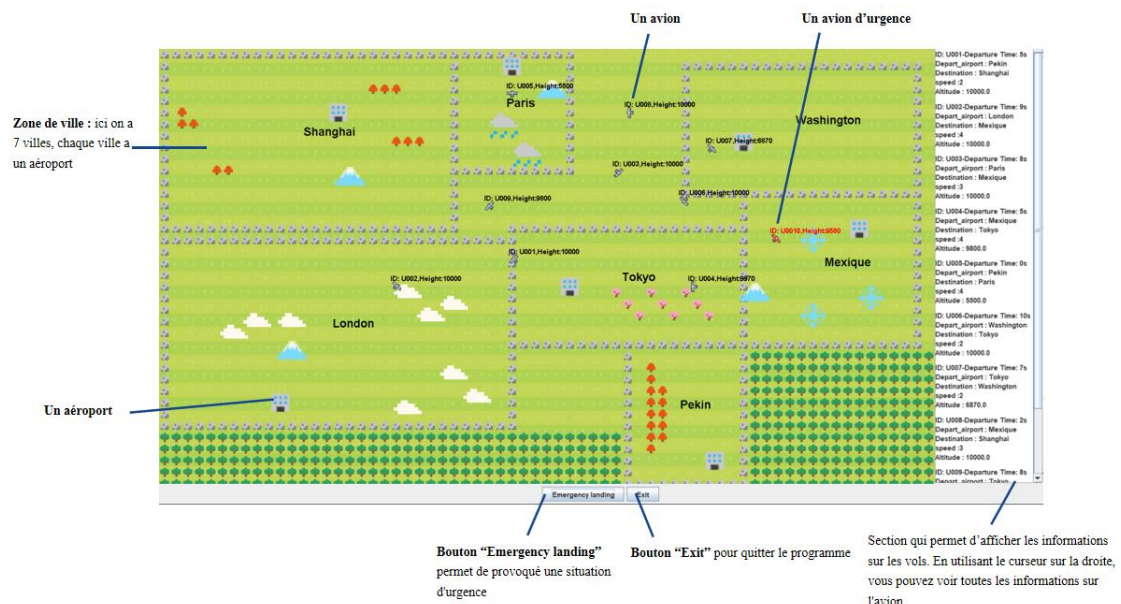 Un avion
Un avion d'urgence
Zone de ville : ici on a
7 villes, chaque ville a
un aéroport
Un aéroport
Shanghai
Paris
Washington
London
Tokyo
Mexique
Pekin
ID: U005,Height:5500
ID: U008,Height:10000
ID: U007,Height:6870
ID: U003,Height:10000
ID: U006,Height:10000
ID: U009,Height:9600
ID: U0010,Height:9500
ID: U001,Height:10000
ID: U002,Height:10000
ID: U001-Departure Time: 8s
Depart_airport : Pekin
Destination : Shanghai
speed :2
Altitude : 10000.0
ID: U002-Departure Time: 9s
Depart_airport : London
Destination : Mexique
speed :4
Altitude : 10000.0
ID: U003-Departure Time: 8s
Depart_airport : Paris
Destination : Mexique
speed :3
Altitude : 10000.0
ID: U004-Departure Time: 5s
Depart_airport : Mexique
Destination : Tokyo
speed :4
Altitude : 9800.0
ID: U005-Departure Time: 0s
Depart_airport : Pekin
Destination : Paris
speed :4
Altitude : 5500.0
ID: U006-Departure Time: 10s
Depart_airport : Washington
Destination : Tokyo
speed :2
Altitude : 10000.0
ID: U007-Departure Time: 7s
Depart_airport : Tokyo
Destination : Washington
speed :2
Altitude : 6870.0
ID: U008-Departure Time: 2s
Depart_airport : Mexique
Destination : Shanghai
speed :3
Altitude : 10000.0
ID: U009-Departure Time: 8s
Depart_airport : Tokyo
Emergency landing
Exit
Bouton “Emergency landing”
permet de provoqué une situation
d'urgence
Bouton “Exit” pour quitter le programme
Section qui permet d’afficher les informations
sur les vols. En utilisant le curseur sur la droite,
vous pouvez voir toutes les informations sur
l'avion